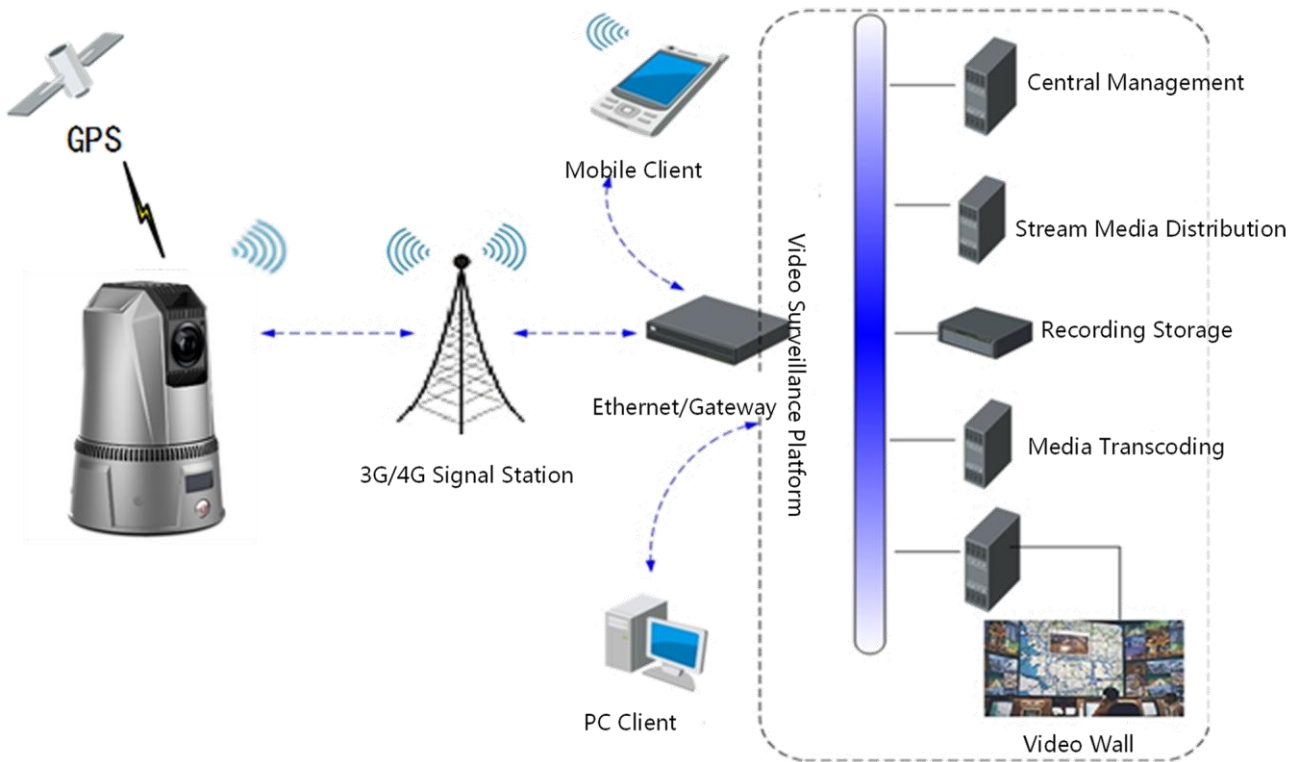 GPS
Mobile Client
Central Management
Stream Media Distribution
Video Surveillance Platform
Recording Storage
Ethernet/Gateway
Media Transcoding
3G/4G Signal Station
PC Client
Video Wall